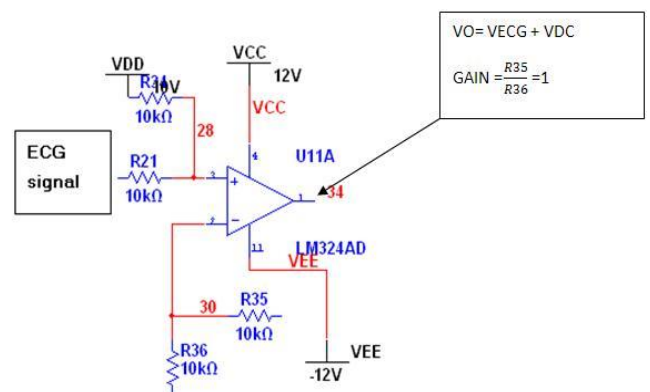 VO= VECG + VDC
GAIN = R35/R36 =1
VCC
12V
VDD
10V
10kΩ
VCC
28
ECG
signal
R21
10kΩ
3
+
4
U11A
1
34
2
−
11
LM324AD
VEE
30
R35
10kΩ
R36
10kΩ
VEE
-12V